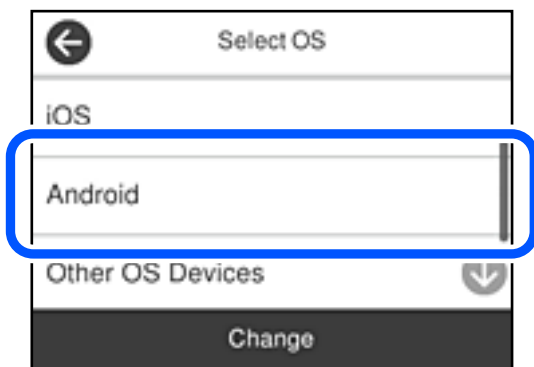 Select OS
iOS
Android
Other OS Devices
Change